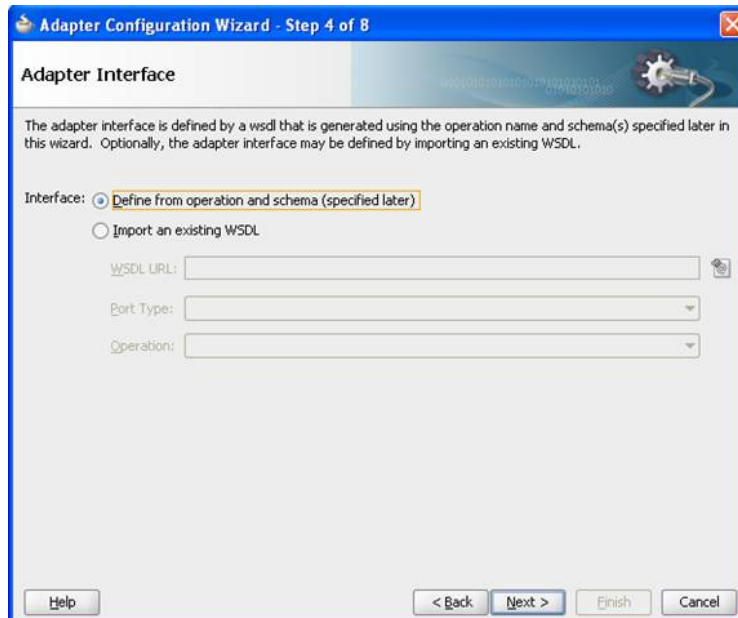 Adapter Configuration Wizard - Step 4 of 8
Adapter Interface
The adapter interface is defined by a wsdl that is generated using the operation name and schema(s) specified later in
this wizard. Optionally, the adapter interface may be defined by importing an existing WSDL.
Interface: Define from operation and schema (specified later)
Import an existing WSDL
WSDL URL:
Port Type:
Operation:
Help < Back Next > Finish Cancel